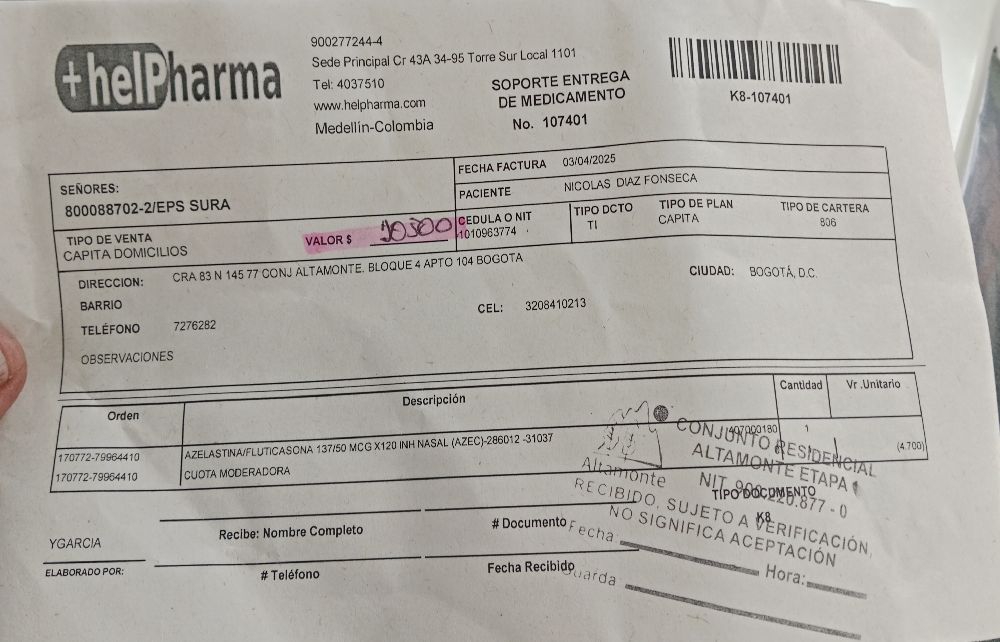 +helPharma
900277244-4
Sede Principal Cr 43A 34-95 Torre Sur Local 1101
Tel: 4037510
www.helpharma.com
Medellín-Colombia
SOPORTE ENTREGA
DE MEDICAMENTO
No. 107401
K8-107401
SEÑORES:
800088702-2/EPS SURA
FECHA FACTURA 03/04/2025
PACIENTE NICOLAS DIAZ FONSECA
TIPO DE VENTA
CAPITA DOMICILIOS
VALOR $
CEDULA O NIT
1010963774
TIPO DCTO
TI
TIPO DE PLAN
CAPITA
TIPO DE CARTERA
806
DIRECCION: CRA 83 N 145 77 CONJ ALTAMONTE. BLOQUE 4 APTO 104 BOGOTA
CIUDAD: BOGOTÁ, D.C.
BARRIO
CEL: 3208410213
TELÉFONO 7276282
OBSERVACIONES
Orden Descripción Cantidad Vr .Unitario
170772-79964410 AZELASTINA/FLUTICASONA 137/50 MCG X120 INH NASAL (AZEC)-286012 -31037 407000180 1
170772-79964410 CUOTA MODERADORA (4.700)
TIPO DOCUMENTO
K8
Altamonte
CONJUNTO RESIDENCIAL
ALTAMONTE ETAPA 1
NIT. 900.220.877 - 0
RECIBIDO, SUJETO A VERIFICACIÓN,
NO SIGNIFICA ACEPTACIÓN
Fecha: Hora:
Guarda
YGARCIA
ELABORADO POR:
Recibe: Nombre Completo
# Documento
# Teléfono
Fecha Recibido